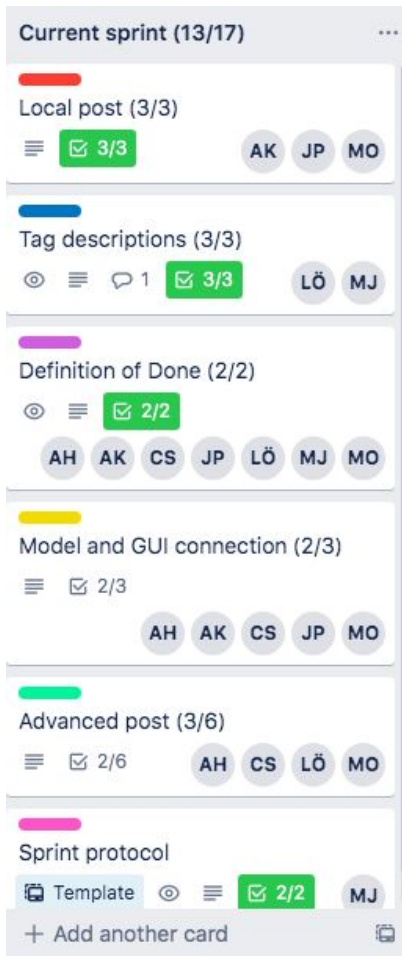 Current sprint (13/17)
Local post (3/3)
3/3 AK JP MO
Tag descriptions (3/3)
1 3/3 LÖ MJ
Definition of Done (2/2)
2/2
AH AK CS JP LÖ MJ MO
Model and GUI connection (2/3)
2/3
AH AK CS JP MO
Advanced post (3/6)
2/6 AH CS LÖ MO
Sprint protocol
Template 2/2 MJ
+ Add another card